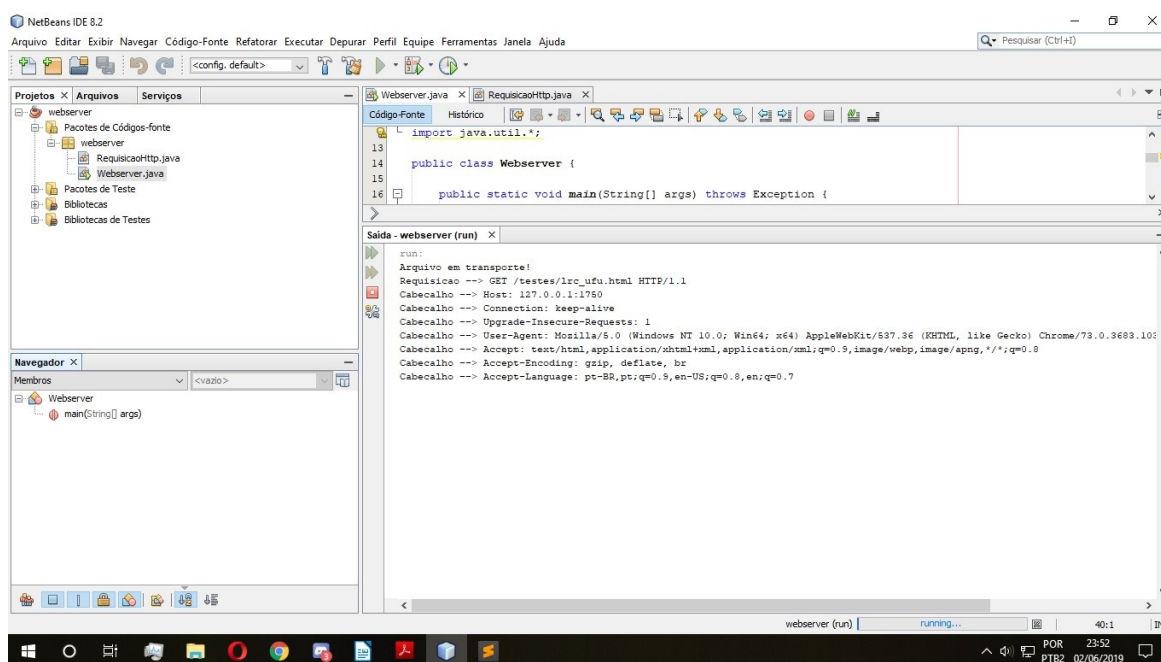 NetBeans IDE 8.2
Arquivo Editar Exibir Navegar Código-Fonte Refatorar Executar Depurar Perfil Equipe Ferramentas Janela Ajuda
Pesquisar (Ctrl+I)
<config. default>
Projetos Arquivos Serviços
webserver
Pacotes de Códigos-fonte
webserver
RequisicaoHttp.java
Webserver.java
Pacotes de Teste
Bibliotecas
Bibliotecas de Testes
Webserver.java RequisicaoHttp.java
Código-Fonte Histórico
import java.util.*;
13
14 public class Webserver {
15
16 public static void main(String[] args) throws Exception {
Saída - webserver (run)
run:
Arquivo em transporte!
Requisicao --> GET /testes/lrc_ufu.html HTTP/1.1
Cabecalho --> Host: 127.0.0.1:1750
Cabecalho --> Connection: keep-alive
Cabecalho --> Upgrade-Insecure-Requests: 1
Cabecalho --> User-Agent: Mozilla/5.0 (Windows NT 10.0; Win64; x64) AppleWebKit/537.36 (KHTML, like Gecko) Chrome/73.0.3683.103
Cabecalho --> Accept: text/html,application/xhtml+xml,application/xml;q=0.9,image/webp,image/apng,*/*;q=0.8
Cabecalho --> Accept-Encoding: gzip, deflate, br
Cabecalho --> Accept-Language: pt-BR,pt;q=0.9,en-US;q=0.8,en;q=0.7
Navegador
Membros <vazio>
Webserver
main(String[] args)
webserver (run) running... 40:1
POR 23:52
PTB2 02/06/2019